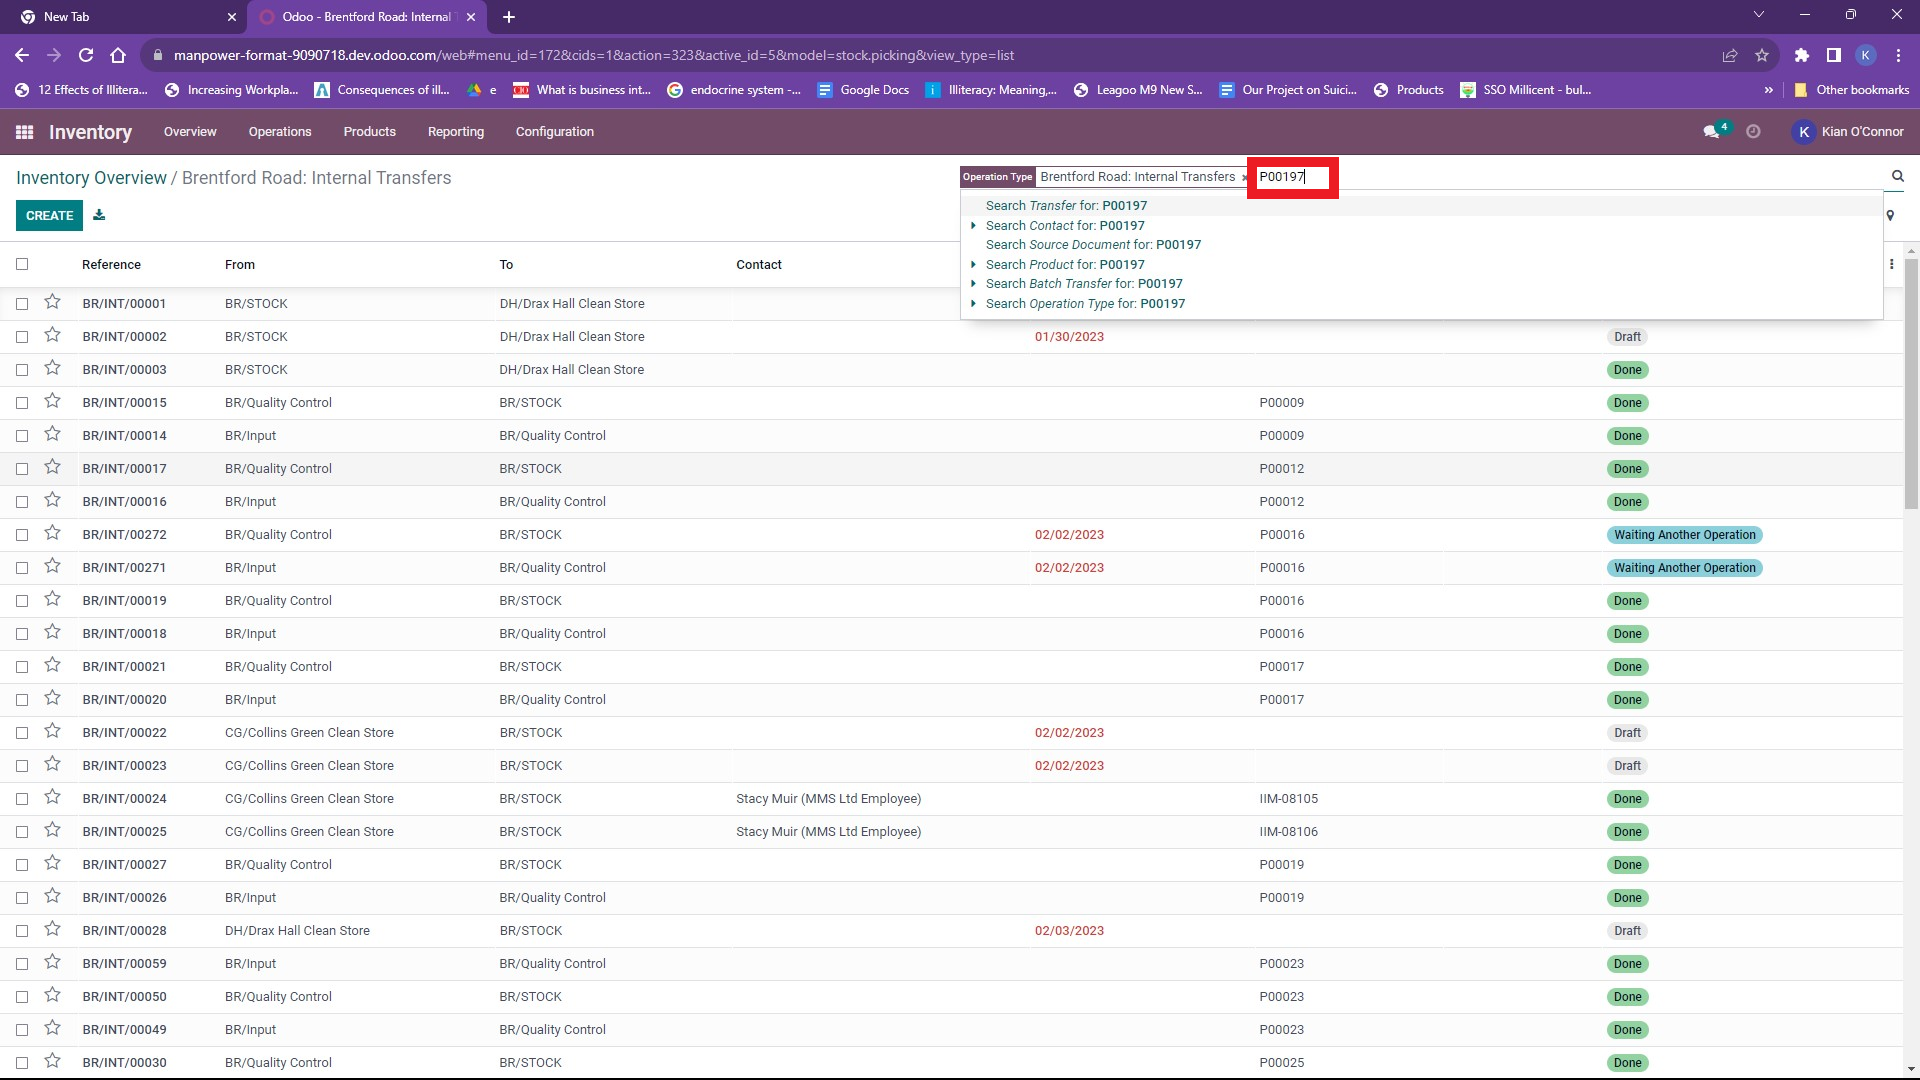 New Tab
Odoo - Brentford Road: Internal
manpower-format-9090718.dev.odoo.com/web#menu_id=172&cids=1&action=323&active_id=5&model=stock.picking&view_type=list
K
12 Effects of Illitera... Increasing Workpla... Consequences of ill... e What is business int... endocrine system -... Google Docs Illiteracy: Meaning,... Leagoo M9 New S... Our Project on Suici... Products SSO Millicent - bul... » Other bookmarks
Inventory Overview Operations Products Reporting Configuration 4 K Kian O'Connor
Inventory Overview / Brentford Road: Internal Transfers
Operation Type Brentford Road: Internal Transfers P00197
CREATE
Search Transfer for: P00197
Search Contact for: P00197
Search Source Document for: P00197
Search Product for: P00197
Search Batch Transfer for: P00197
Search Operation Type for: P00197
Reference From To Contact
BR/INT/00001 BR/STOCK DH/Drax Hall Clean Store
BR/INT/00002 BR/STOCK DH/Drax Hall Clean Store 01/30/2023 Draft
BR/INT/00003 BR/STOCK DH/Drax Hall Clean Store Done
BR/INT/00015 BR/Quality Control BR/STOCK P00009 Done
BR/INT/00014 BR/Input BR/Quality Control P00009 Done
BR/INT/00017 BR/Quality Control BR/STOCK P00012 Done
BR/INT/00016 BR/Input BR/Quality Control P00012 Done
BR/INT/00272 BR/Quality Control BR/STOCK 02/02/2023 P00016 Waiting Another Operation
BR/INT/00271 BR/Input BR/Quality Control 02/02/2023 P00016 Waiting Another Operation
BR/INT/00019 BR/Quality Control BR/STOCK P00016 Done
BR/INT/00018 BR/Input BR/Quality Control P00016 Done
BR/INT/00021 BR/Quality Control BR/STOCK P00017 Done
BR/INT/00020 BR/Input BR/Quality Control P00017 Done
BR/INT/00022 CG/Collins Green Clean Store BR/STOCK 02/02/2023 Draft
BR/INT/00023 CG/Collins Green Clean Store BR/STOCK 02/02/2023 Draft
BR/INT/00024 CG/Collins Green Clean Store BR/STOCK Stacy Muir (MMS Ltd Employee) IIM-08105 Done
BR/INT/00025 CG/Collins Green Clean Store BR/STOCK Stacy Muir (MMS Ltd Employee) IIM-08106 Done
BR/INT/00027 BR/Quality Control BR/STOCK P00019 Done
BR/INT/00026 BR/Input BR/Quality Control P00019 Done
BR/INT/00028 DH/Drax Hall Clean Store BR/STOCK 02/03/2023 Draft
BR/INT/00059 BR/Input BR/Quality Control P00023 Done
BR/INT/00050 BR/Quality Control BR/STOCK P00023 Done
BR/INT/00049 BR/Input BR/Quality Control P00023 Done
BR/INT/00030 BR/Quality Control BR/STOCK P00025 Done